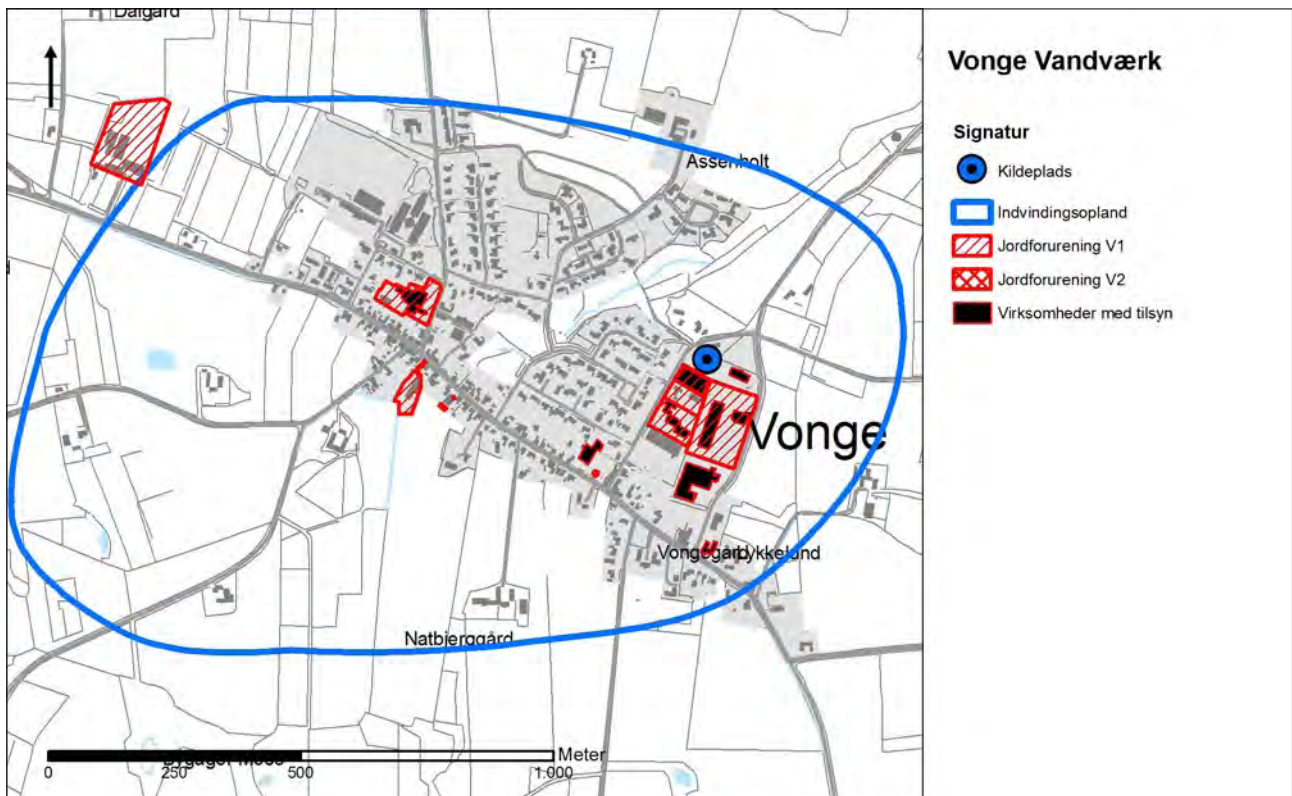 Dalgård
Vonge Vandværk
Signatur
Kildeplads
Indvindingsopland
Jordforurening V1
Jordforurening V2
Virksomheder med tilsyn
Assenholt
Vonge
Vongegård
Lykkelund
Natbjerggård
Meter
0 250 500 1.000